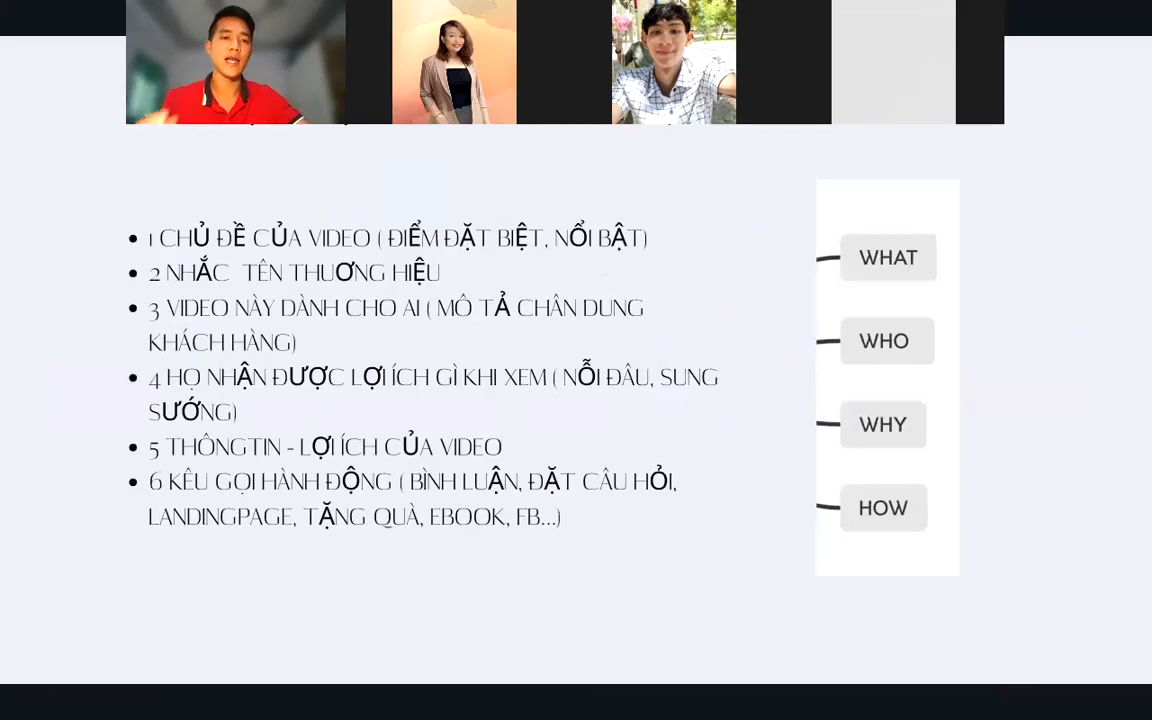 1 CHỦ ĐỀ CỦA VIDEO ( ĐIỂM ĐẶT BIỆT, NỔI BẬT)
2 NHẮC TÊN THUƠNG HIỆU
3 VIDEO NÀY DÀNH CHO AI ( MÔ TẢ CHÂN DUNG
KHÁCH HÀNG)
4 HỌ NHẬN ĐƯỢC LỢI ÍCH GÌ KHI XEM ( NỖI ĐÂU, SUNG
SƯỚNG)
5 THÔNGTIN - LỢI ÍCH CỦA VIDEO
6 KÊU GỌI HÀNH ĐỘNG ( BÌNH LUẬN, ĐẶT CÂU HỎI,
LANDINGPAGE, TẶNG QUÀ, EBOOK, FB...)
WHAT
WHO
WHY
HOW